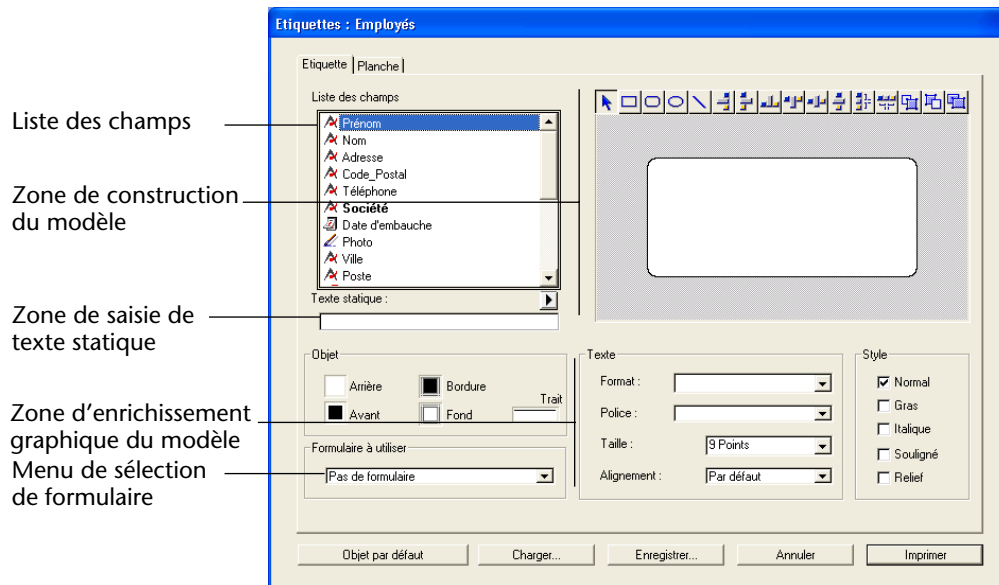 Etiquettes : Employés
Etiquette
Planche
Liste des champs
Liste des champs
Prénom
Nom
Adresse
Code_Postal
Téléphone
Société
Date d'embauche
Photo
Ville
Poste
Zone de construction
du modèle
Texte statique :
Zone de saisie de
texte statique
Objet
Arrière
Bordure
Avant
Fond
Trait
Zone d'enrichissement
graphique du modèle
Menu de sélection
de formulaire
Formulaire à utiliser
Pas de formulaire
Texte
Format :
Police :
Taille :
9 Points
Alignement :
Par défaut
Style
Normal
Gras
Italique
Souligné
Relief
Objet par défaut
Charger...
Enregistrer...
Annuler
Imprimer